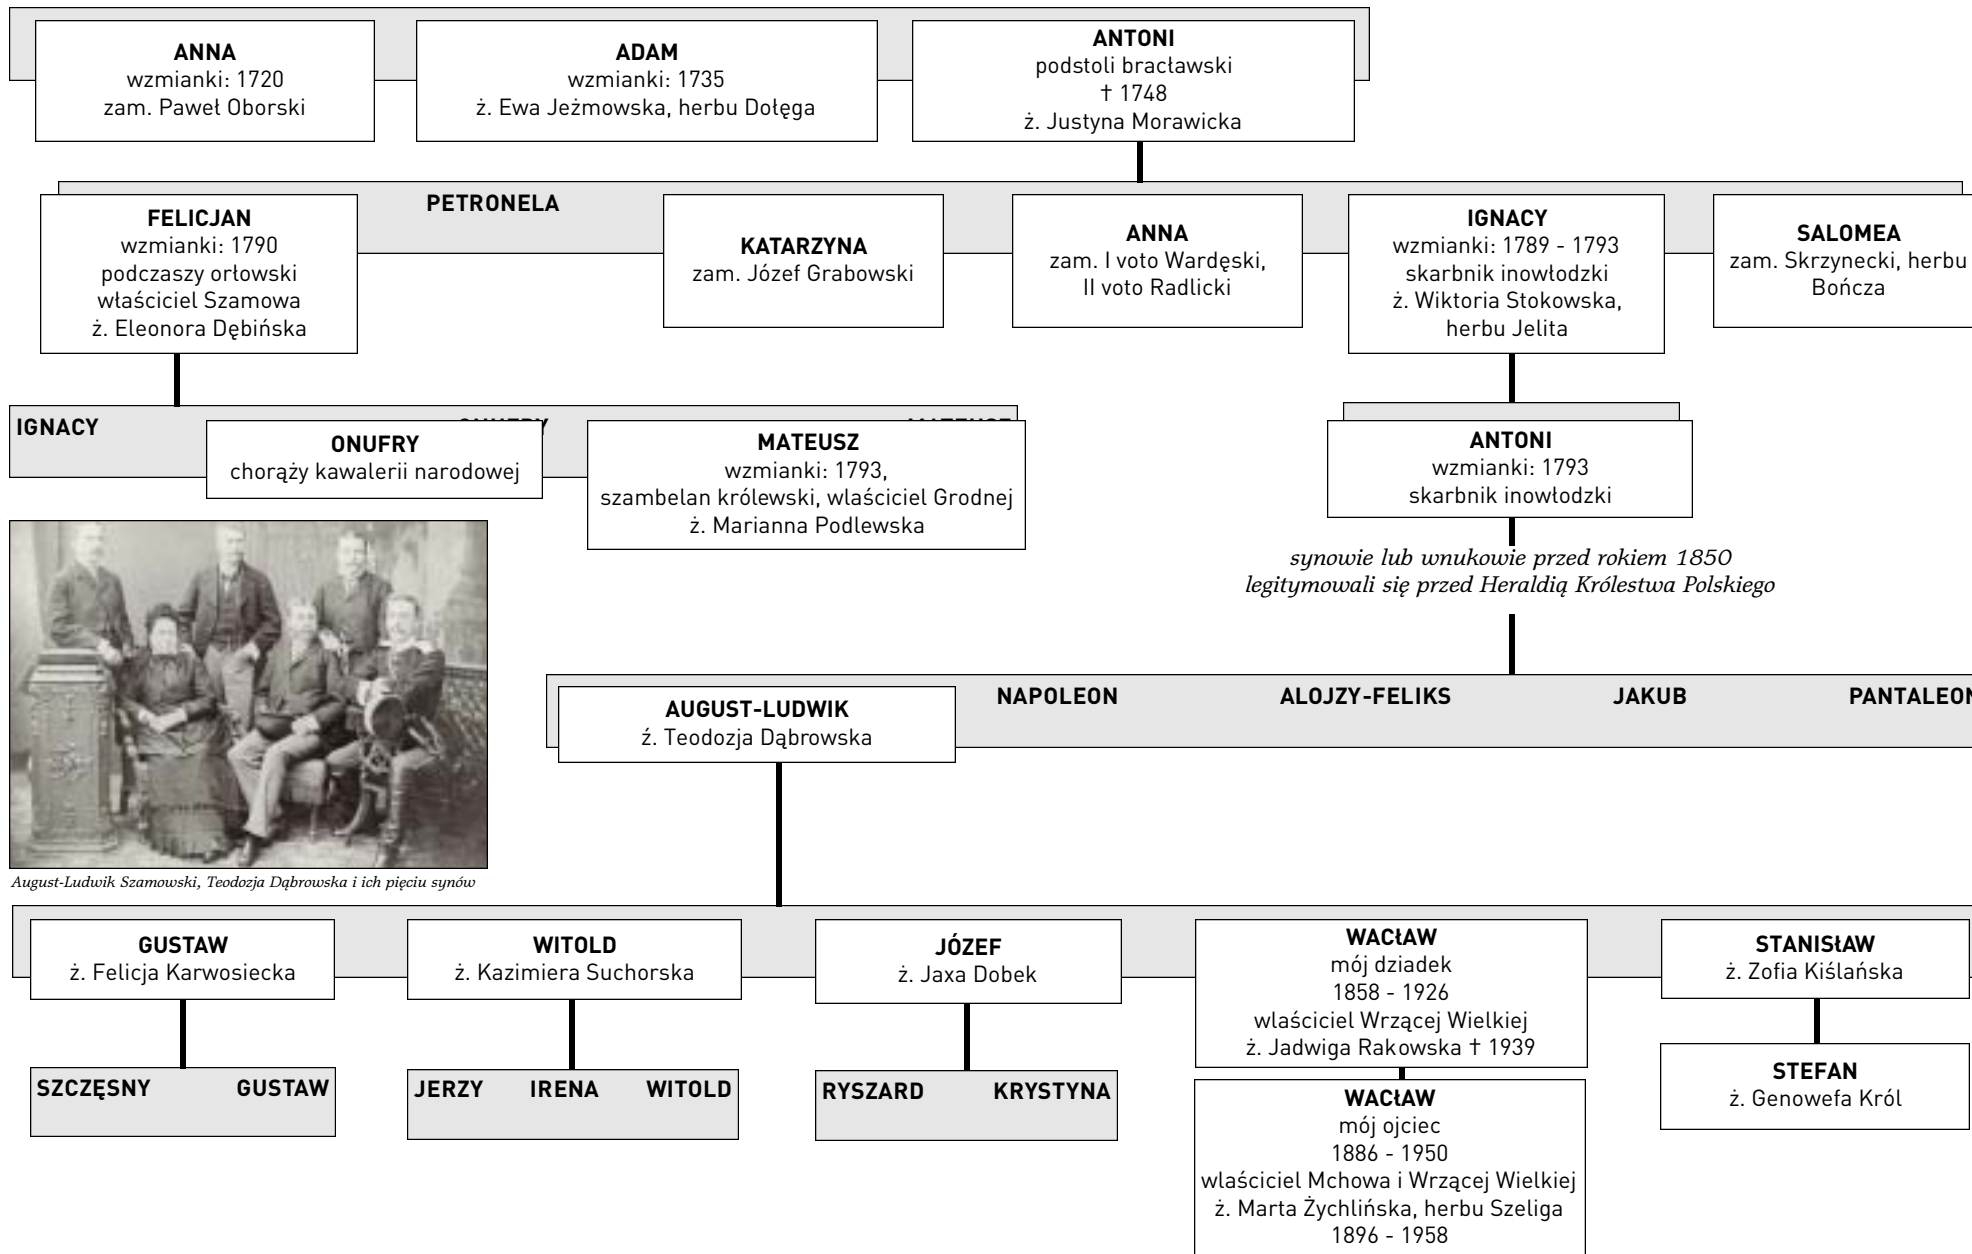 ANNA
wzmianki: 1720
zam. Paweł Oborski
ADAM
wzmianki: 1735
ż. Ewa Jeżmowska, herbu Dołęga
ANTONI
podstoli bracławski
† 1748
ż. Justyna Morawicka
FELICJAN
wzmianki: 1790
podczaszy orłowski
właściciel Szamowa
ż. Eleonora Dębińska
PETRONELA
KATARZYNA
zam. Józef Grabowski
ANNA
zam. I voto Wardęski,
II voto Radlicki
IGNACY
wzmianki: 1789 - 1793
skarbnik inowłodzki
ż. Wiktoria Stokowska,
herbu Jelita
SALOMEA
zam. Skrzynecki, herbu
Bończa
IGNACY
ONUFRY
chorąży kawalerii narodowej
MATEUSZ
wzmianki: 1793,
szambelan królewski, wlaściciel Grodnej
ż. Marianna Podlewska
ANTONI
wzmianki: 1793
skarbnik inowłodzki
synowie lub wnukowie przed rokiem 1850
legitymowali się przed Heraldią Królestwa Polskiego
AUGUST-LUDWIK
ź. Teodozja Dąbrowska
NAPOLEON
ALOJZY-FELIKS
JAKUB
PANTALEON
August-Ludwik Szamowski, Teodozja Dąbrowska i ich pięciu synów
GUSTAW
ż. Felicja Karwosiecka
WITOLD
ż. Kazimiera Suchorska
JÓZEF
ż. Jaxa Dobek
WACłAW
mój dziadek
1858 - 1926
wlaściciel Wrzącej Wielkiej
ż. Jadwiga Rakowska † 1939
STANISłAW
ż. Zofia Kiślańska
SZCZĘSNY
GUSTAW
JERZY
IRENA
WITOLD
RYSZARD
KRYSTYNA
WACłAW
mój ojciec
1886 - 1950
wlaściciel Mchowa i Wrzącej Wielkiej
ż. Marta Żychlińska, herbu Szeliga
1896 - 1958
STEFAN
ż. Genowefa Król